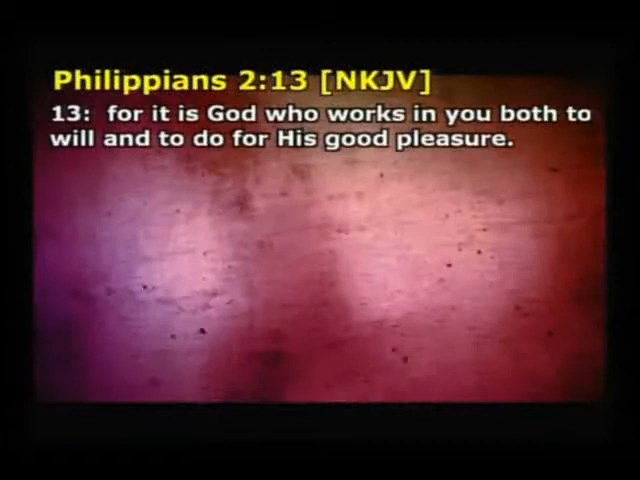 Philippians 2:13 [NKJV]
13: for it is God who works in you both to
will and to do for His good pleasure.